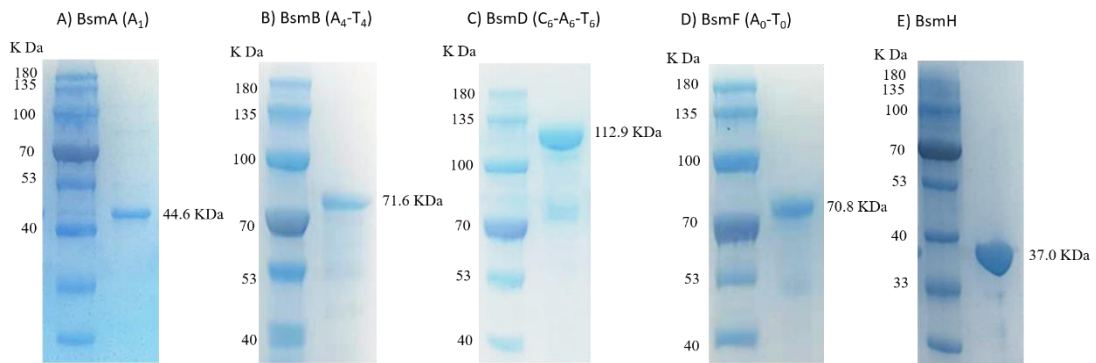 A) BsmA (A₁)
K Da
180
135
100
70
53
40
44.6 KDa
B) BsmB (A₄-T₄)
K Da
180
135
100
70
53
40
71.6 KDa
C) BsmD (C₆-A₆-T₆)
K Da
180
135
100
70
53
40
112.9 KDa
D) BsmF (A₀-T₀)
K Da
180
135
100
70
53
40
70.8 KDa
E) BsmH
K Da
180
135
100
70
53
40
33
37.0 KDa